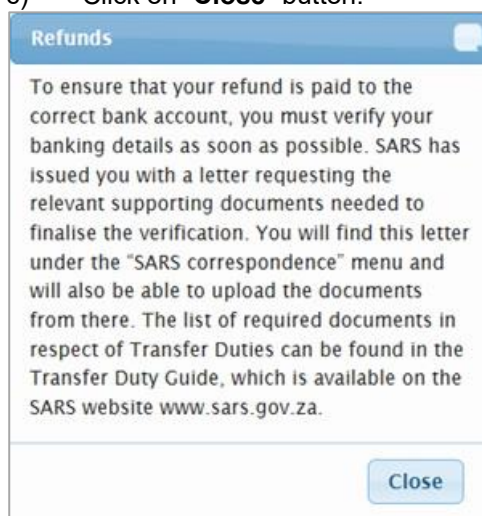 Click on "Close" button.
Refunds
To ensure that your refund is paid to the
correct bank account, you must verify your
banking details as soon as possible. SARS has
issued you with a letter requesting the
relevant supporting documents needed to
finalise the verification. You will find this letter
under the “SARS correspondence” menu and
will also be able to upload the documents
from there. The list of required documents in
respect of Transfer Duties can be found in the
Transfer Duty Guide, which is available on the
SARS website www.sars.gov.za.
Close